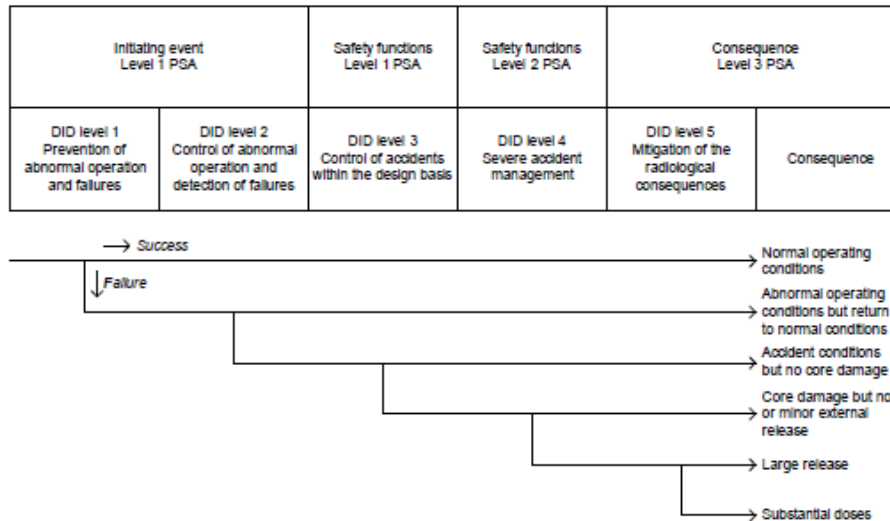 Initiating event
Level 1 PSA
Safety functions
Level 1 PSA
Safety functions
Level 2 PSA
Consequence
Level 3 PSA
DID level 1
Prevention of
abnormal operation
and failures
DID level 2
Control of abnormal
operation and
detection of failures
DID level 3
Control of accidents
within the design basis
DID level 4
Severe accident
management
DID level 5
Mitigation of the
radiological
consequences
Consequence
Success
Failure
Normal operating
conditions
Abnormal operating
conditions but return
to normal conditions
Accident conditions
but no core damage
Core damage but no
or minor external
release
Large release
Substantial doses